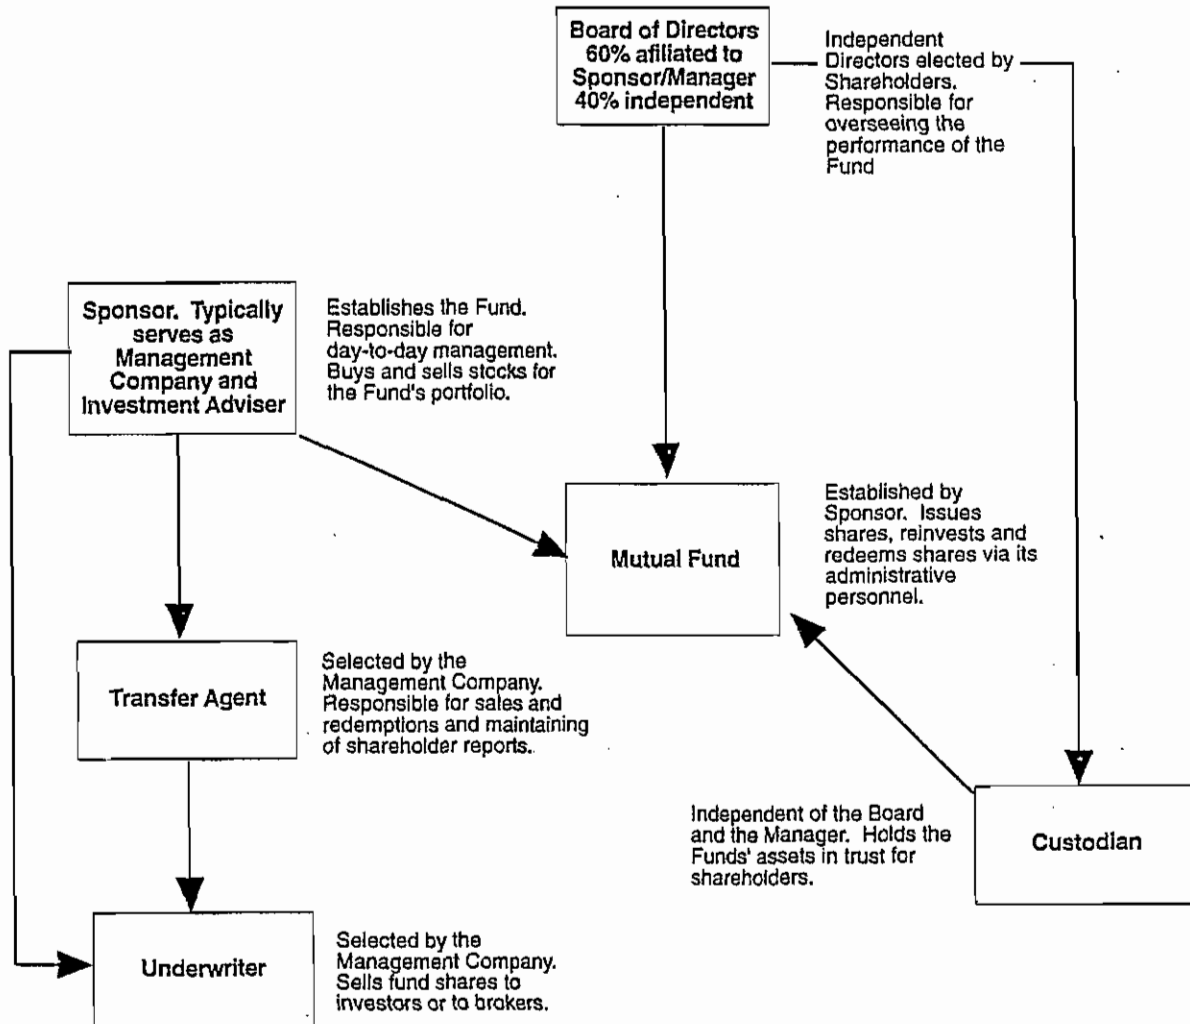 Board of Directors
60% afiliated to
Sponsor/Manager
40% independent
Independent
Directors elected by
Shareholders.
Responsible for
overseeing the
performance of the
Fund
Sponsor. Typically
serves as
Management
Company and
Investment Adviser
Establishes the Fund.
Responsible for
day-to-day management.
Buys and sells stocks for
the Fund's portfolio.
Mutual Fund
Established by
Sponsor. Issues
shares, reinvests and
redeems shares via its
administrative
personnel.
Transfer Agent
Selected by the
Management Company.
Responsible for sales and
redemptions and maintaining
of shareholder reports.
Independent of the Board
and the Manager. Holds the
Funds' assets in trust for
shareholders.
Custodian
Underwriter
Selected by the
Management Company.
Sells fund shares to
investors or to brokers.